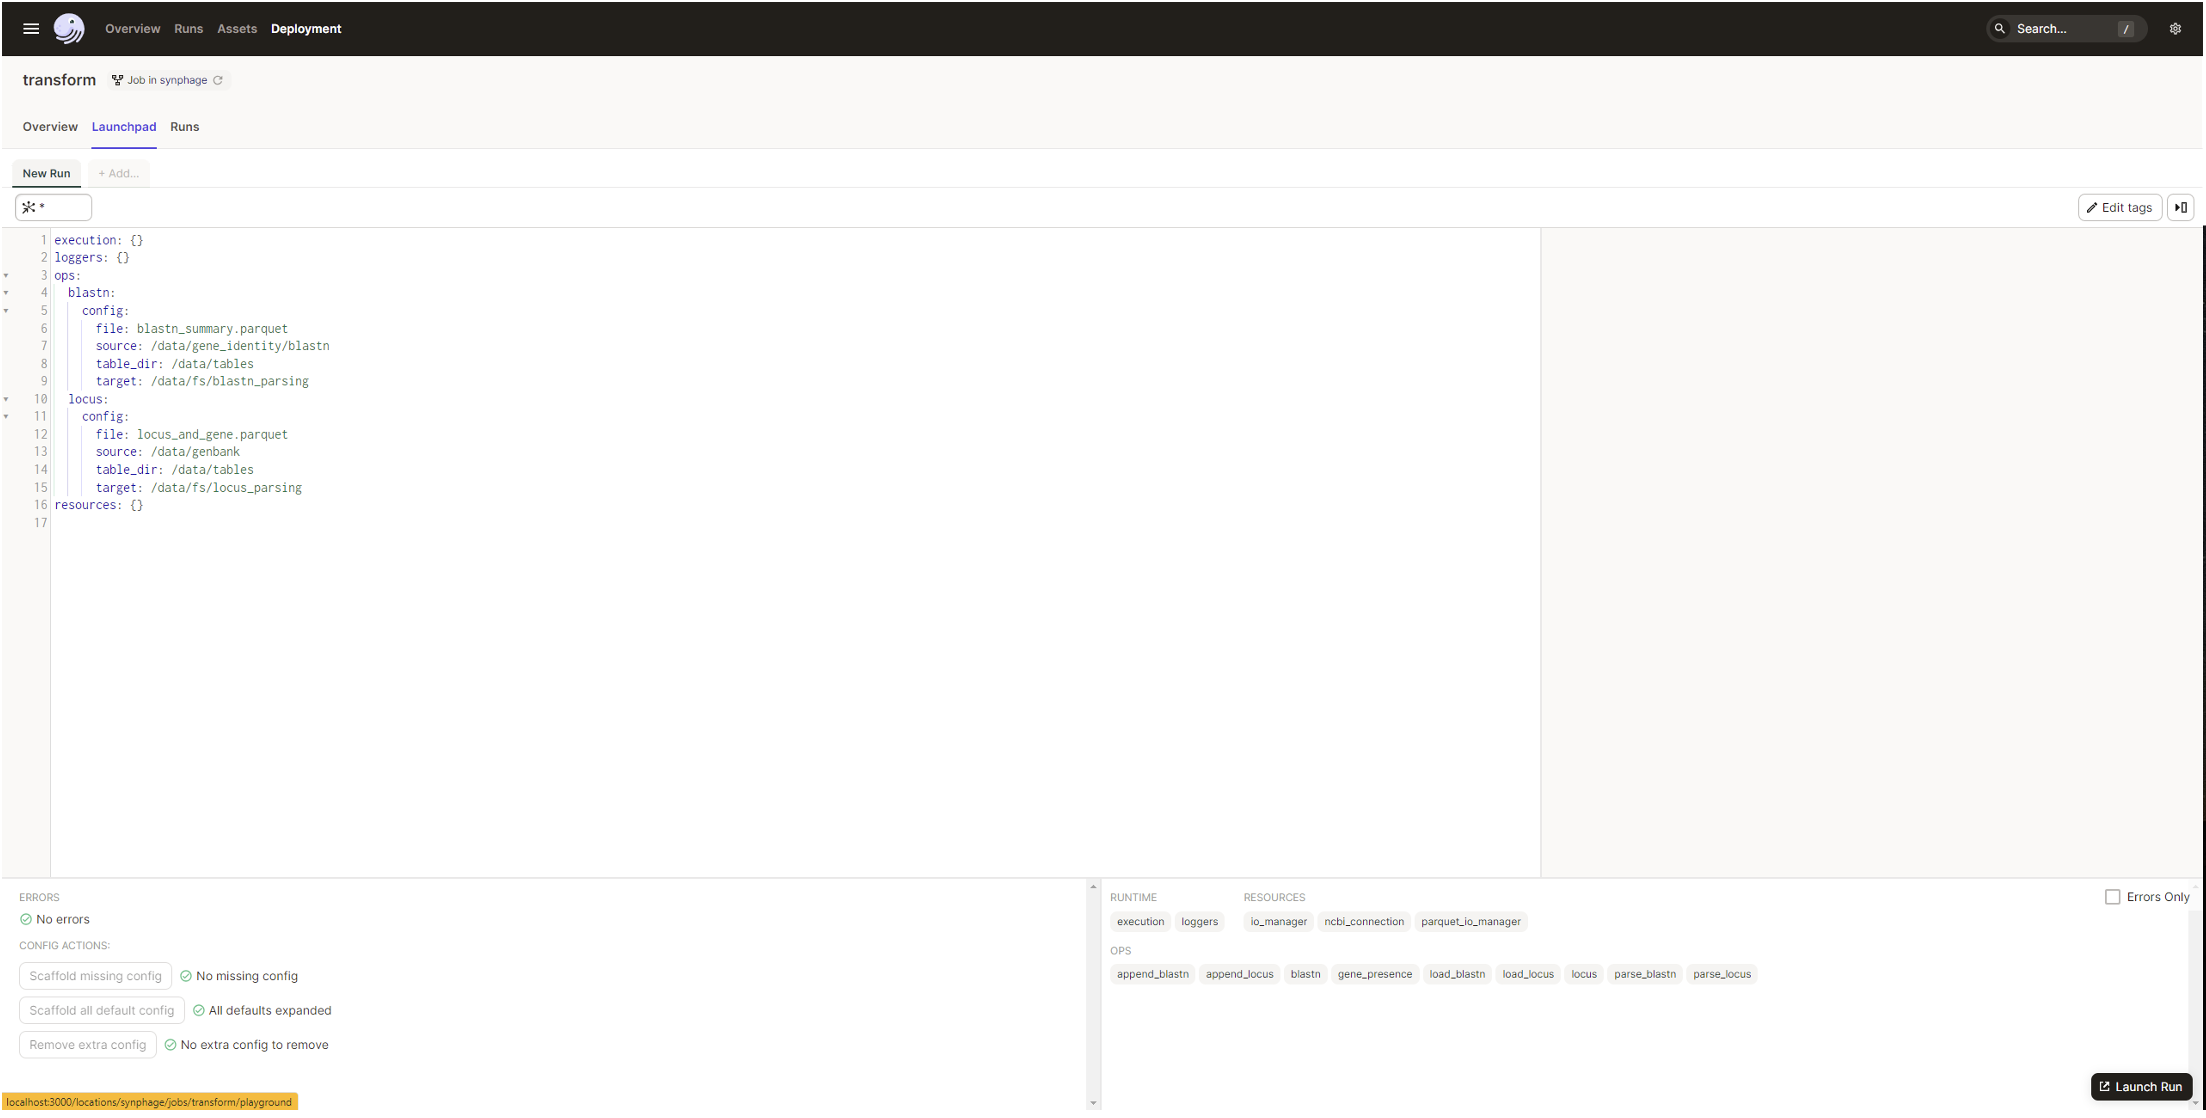 Overview Runs Assets Deployment Search... /
transform Job in synphage
Overview Launchpad Runs
New Run + Add...
* Edit tags
1 execution: {}
2 loggers: {}
3 ops:
4 blastn:
5 config:
6 file: blastn_summary.parquet
7 source: /data/gene_identity/blastn
8 table_dir: /data/tables
9 target: /data/fs/blastn_parsing
10 locus:
11 config:
12 file: locus_and_gene.parquet
13 source: /data/genbank
14 table_dir: /data/tables
15 target: /data/fs/locus_parsing
16 resources: {}
17
ERRORS
No errors
CONFIG ACTIONS:
Scaffold missing config No missing config
Scaffold all default config All defaults expanded
Remove extra config No extra config to remove
RUNTIME RESOURCES Errors Only
execution loggers io_manager ncbi_connection parquet_io_manager
OPS
append_blastn append_locus blastn gene_presence load_blastn load_locus locus parse_blastn parse_locus
Launch Run
localhost:3000/locations/synphage/jobs/transform/playground